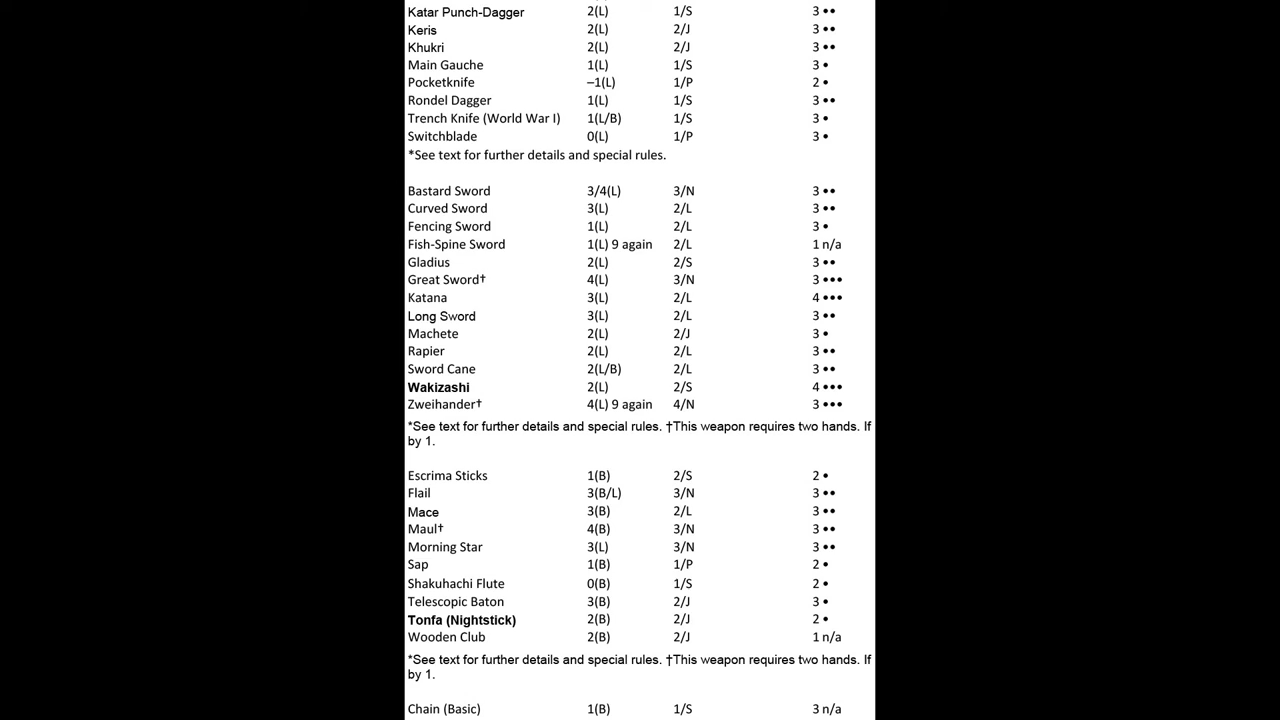 Katar Punch-Dagger 2(L) 1/S 3 ••
Keris 2(L) 2/J 3 ••
Khukri 2(L) 2/J 3 ••
Main Gauche 1(L) 1/S 3 •
Pocketknife –1(L) 1/P 2 •
Rondel Dagger 1(L) 1/S 3 ••
Trench Knife (World War I) 1(L/B) 1/S 3 •
Switchblade 0(L) 1/P 3 •
*See text for further details and special rules.
Bastard Sword 3/4(L) 3/N 3 ••
Curved Sword 3(L) 2/L 3 ••
Fencing Sword 1(L) 2/L 3 •
Fish-Spine Sword 1(L) 9 again 2/L 1 n/a
Gladius 2(L) 2/S 3 ••
Great Sword† 4(L) 3/N 3 •••
Katana 3(L) 2/L 4 •••
Long Sword 3(L) 2/L 3 ••
Machete 2(L) 2/J 3 •
Rapier 2(L) 2/L 3 ••
Sword Cane 2(L/B) 2/L 3 ••
Wakizashi 2(L) 2/S 4 •••
Zweihander† 4(L) 9 again 4/N 3 •••
*See text for further details and special rules. †This weapon requires two hands. If
by 1.
Escrima Sticks 1(B) 2/S 2 •
Flail 3(B/L) 3/N 3 ••
Mace 3(B) 2/L 3 ••
Maul† 4(B) 3/N 3 ••
Morning Star 3(L) 3/N 3 ••
Sap 1(B) 1/P 2 •
Shakuhachi Flute 0(B) 1/S 2 •
Telescopic Baton 3(B) 2/J 3 •
Tonfa (Nightstick) 2(B) 2/J 2 •
Wooden Club 2(B) 2/J 1 n/a
*See text for further details and special rules. †This weapon requires two hands. If
by 1.
Chain (Basic) 1(B) 1/S 3 n/a